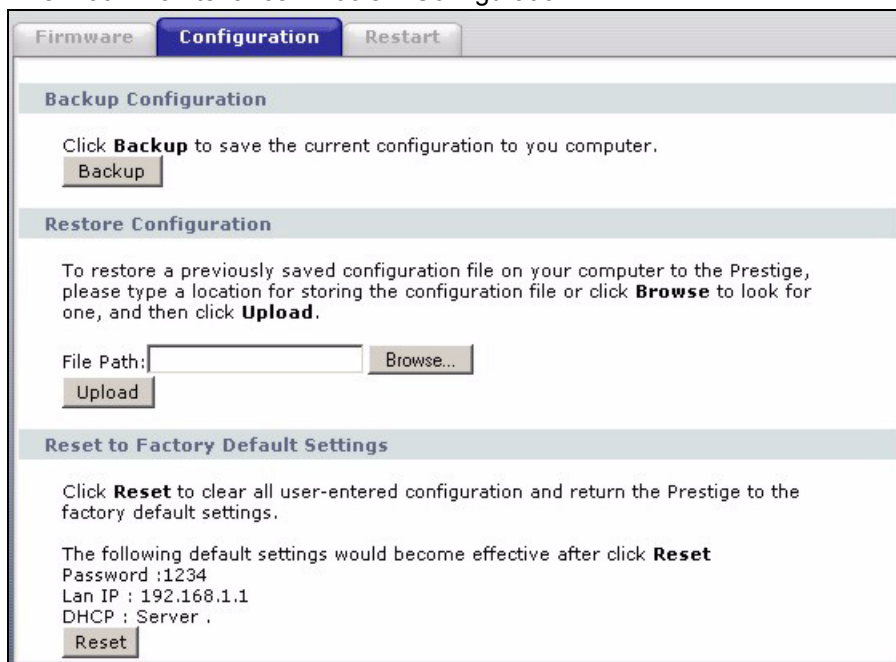 Firmware Configuration Restart
Backup Configuration
Click Backup to save the current configuration to you computer.
Backup
Restore Configuration
To restore a previously saved configuration file on your computer to the Prestige,
please type a location for storing the configuration file or click Browse to look for
one, and then click Upload.
File Path: Browse...
Upload
Reset to Factory Default Settings
Click Reset to clear all user-entered configuration and return the Prestige to the
factory default settings.
The following default settings would become effective after click Reset
Password :1234
Lan IP : 192.168.1.1
DHCP : Server .
Reset